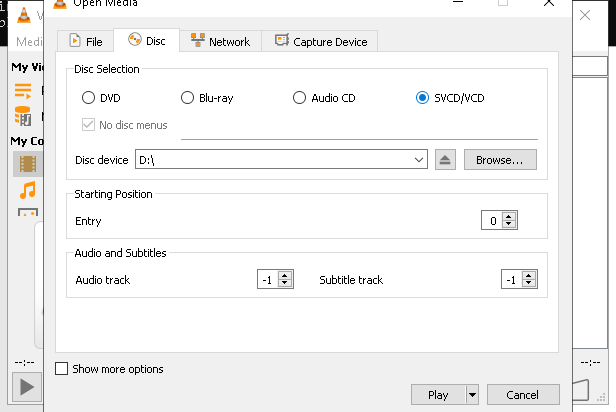 Open Media
Medi
File
Disc
Network
Capture Device
My Vi
Disc Selection
DVD
Blu-ray
Audio CD
SVCD/VCD
No disc menus
My Co
Disc device
D:\
Browse...
Starting Position
Entry
0
Audio and Subtitles
Audio track
-1
Subtitle track
-1
--:--
--:--
Show more options
Play
Cancel